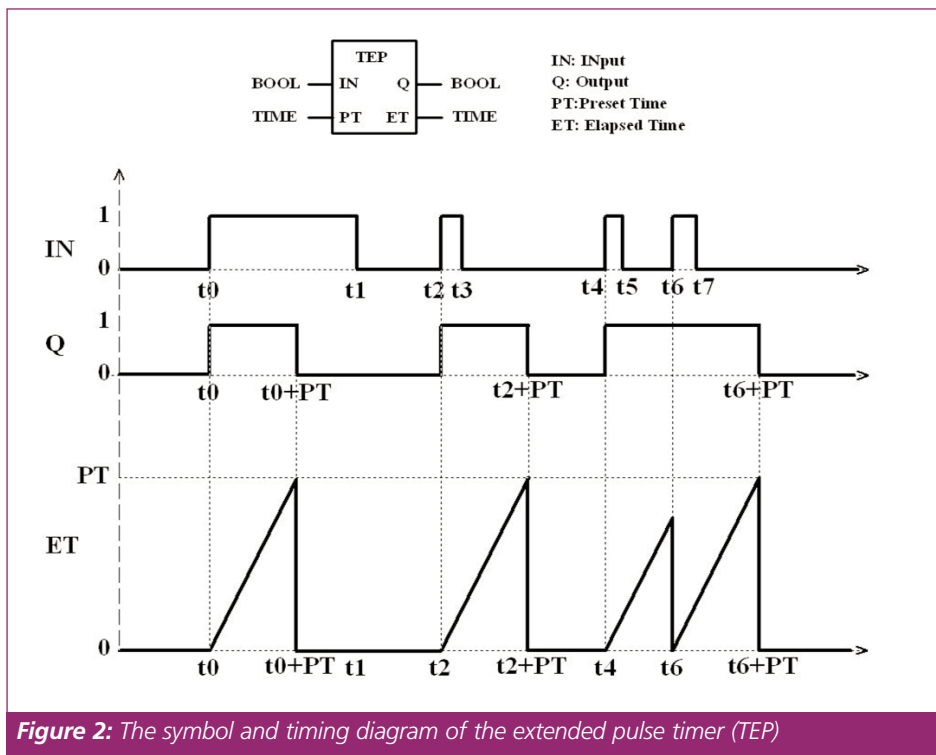 TEP
BOOL IN Q BOOL
TIME PT ET TIME
IN: INput
Q: Output
PT:Preset Time
ET: Elapsed Time
1
IN
0
t0 t1 t2 t3 t4 t5 t6 t7
1
Q
0
t0 t0+PT t2 t2+PT t4 t6+PT
PT
ET
0
t0 t0+PT t1 t2 t2+PT t4 t6 t6+PT
Figure 2: The symbol and timing diagram of the extended pulse timer (TEP)